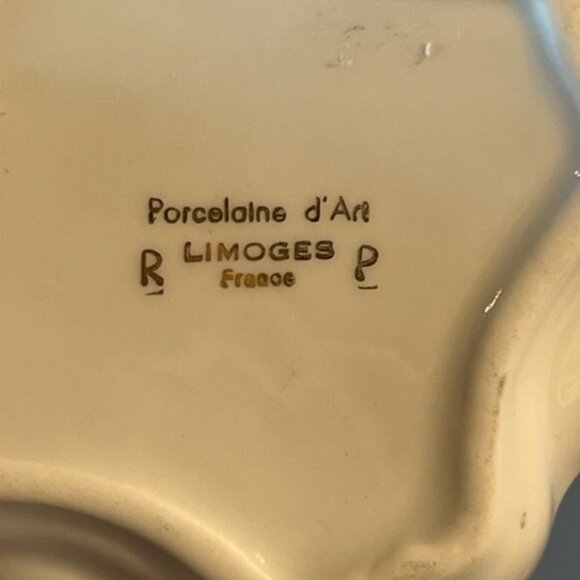 Porcelaine d'Art
R LIMOGES P
France